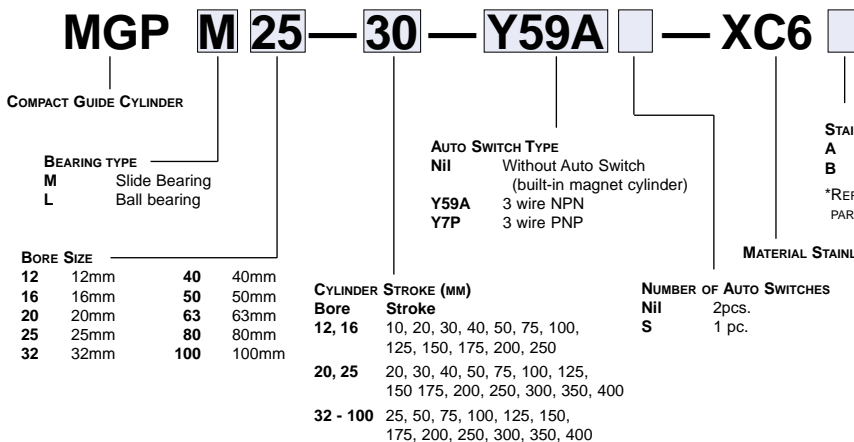 MGP M 25 — 30 — Y59A — XC6
COMPACT GUIDE CYLINDER
BEARING TYPE
M Slide Bearing
L Ball bearing
BORE SIZE
12 12mm 40 40mm
16 16mm 50 50mm
20 20mm 63 63mm
25 25mm 80 80mm
32 32mm 100 100mm
CYLINDER STROKE (MM)
Bore Stroke
12, 16 10, 20, 30, 40, 50, 75, 100,
125, 150, 175, 200, 250
20, 25 20, 30, 40, 50, 75, 100, 125,
150 175, 200, 250, 300, 350, 400
32 - 100 25, 50, 75, 100, 125, 150,
175, 200, 250, 300, 350, 400
AUTO SWITCH TYPE
Nil Without Auto Switch
(built-in magnet cylinder)
Y59A 3 wire NPN
Y7P 3 wire PNP
NUMBER OF AUTO SWITCHES
Nil 2pcs.
S 1 pc.
MATERIAL
A
B